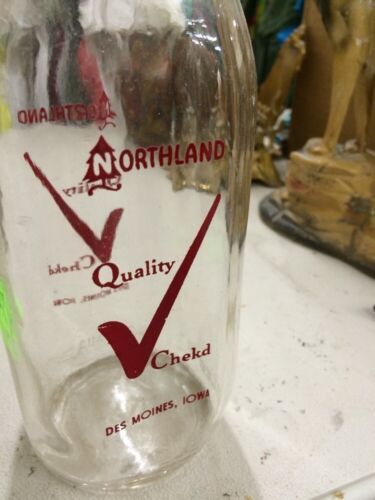 NORTHLAND
Quality
Chekd
DES MOINES, IOWA